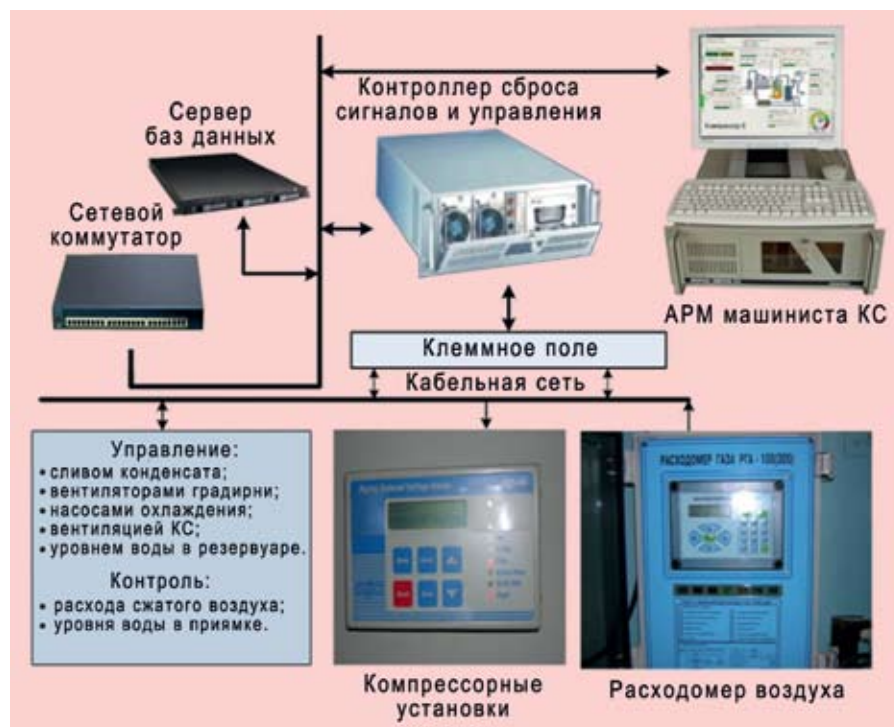 Контроллер сброса
сигналов и управления
Сервер
баз данных
Сетевой
коммутатор
АРМ машиниста КС
Клеммное поле
Кабельная сеть
Управление:
• сливом конденсата;
• вентиляторами градирни;
• насосами охлаждения;
• вентиляцией КС;
• уровнем воды в резервуаре.
Контроль:
• расхода сжатого воздуха;
• уровня воды в приямке.
РАСХОДОМЕР ГАЗА РГА - 100(300)
Компрессорные
установки
Расходомер воздуха